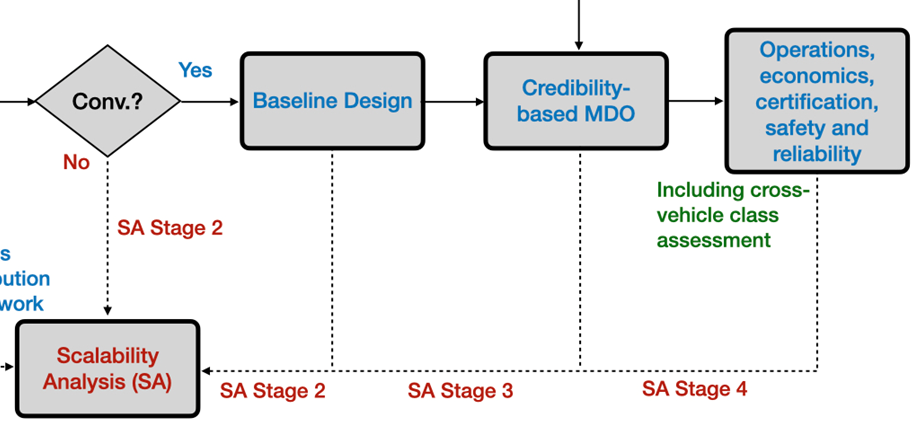 Yes
Conv.?
No
Baseline Design
Credibility-
based MDO
Operations,
economics,
certification,
safety and
reliability
Including cross-
vehicle class
assessment
SA Stage 2
work
Scalability
Analysis (SA)
SA Stage 2
SA Stage 3
SA Stage 4